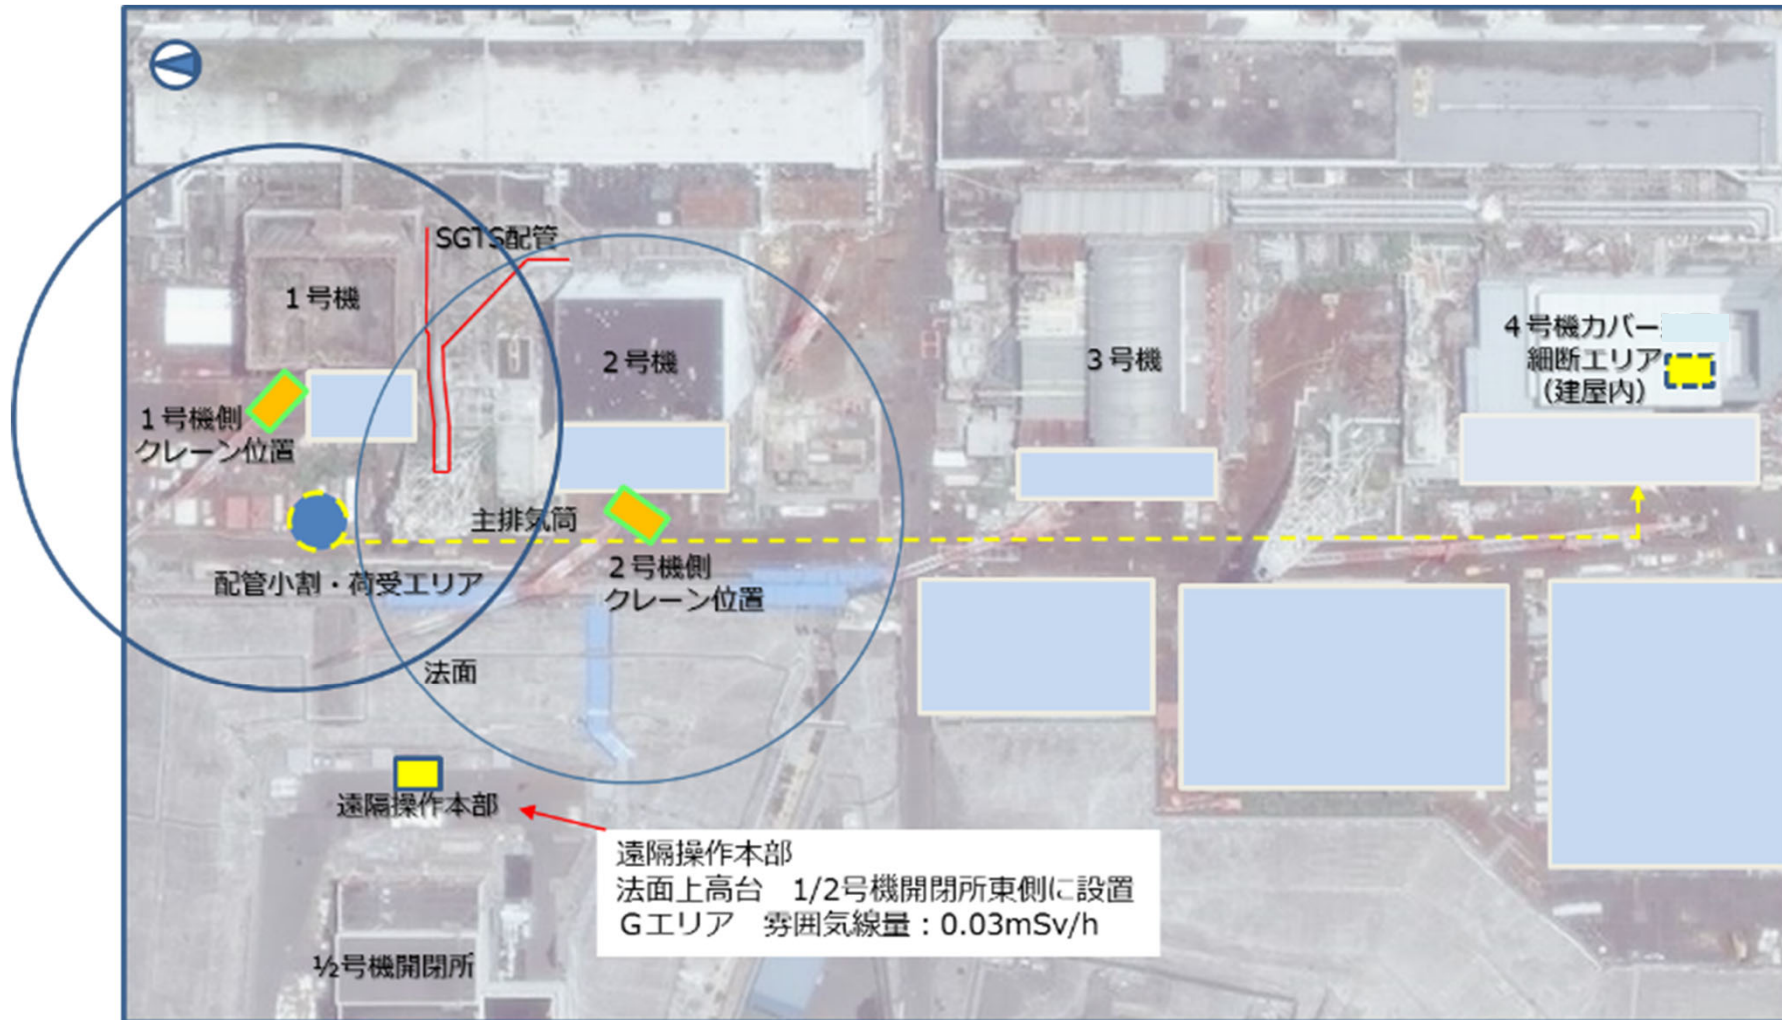 SGTS配管
1号機
2号機
3号機
4号機カバー
細断エリア
（建屋内）
1号機側
クレーン位置
主排気筒
配管小割・荷受エリア
2号機側
クレーン位置
法面
遠隔操作本部
遠隔操作本部
法面上高台　1/2号機開閉所東側に設置
Gエリア　雰囲気線量：0.03mSv/h
½号機開閉所